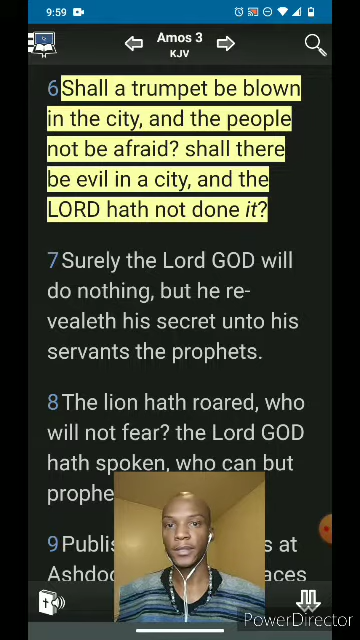 9:59
Amos 3
KJV
6 Shall a trumpet be blown
in the city, and the people
not be afraid? shall there
be evil in a city, and the
LORD hath not done it?
7 Surely the Lord GOD will
do nothing, but he re-
vealeth his secret unto his
servants the prophets.
8 The lion hath roared, who
will not fear? the Lord GOD
hath spoken, who can but
prophe
9 Publis s at
Ashdo aces
PowerDirector